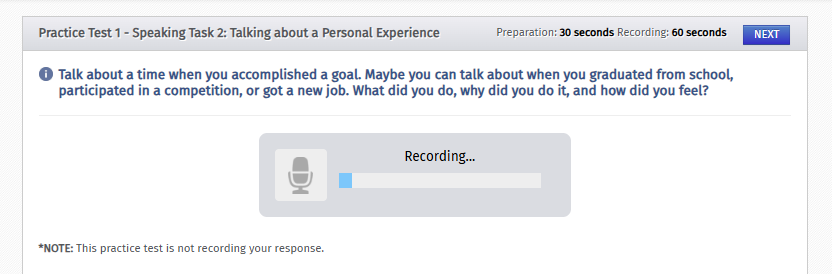 Practice Test 1 - Speaking Task 2: Talking about a Personal Experience
Preparation: 30 seconds Recording: 60 seconds
NEXT
Talk about a time when you accomplished a goal. Maybe you can talk about when you graduated from school,
participated in a competition, or got a new job. What did you do, why did you do it, and how did you feel?
Recording...
*NOTE: This practice test is not recording your response.